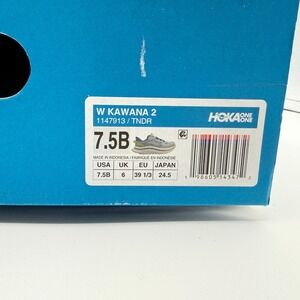 W KAWANA 2
1147913 / TNDR
HOKA ONE ONE
7.5B
MADE IN INDONESIA / FABRIQUÉ EN INDONÉSIE
USA UK EU JAPAN
7.5B 6 39 1/3 24.5